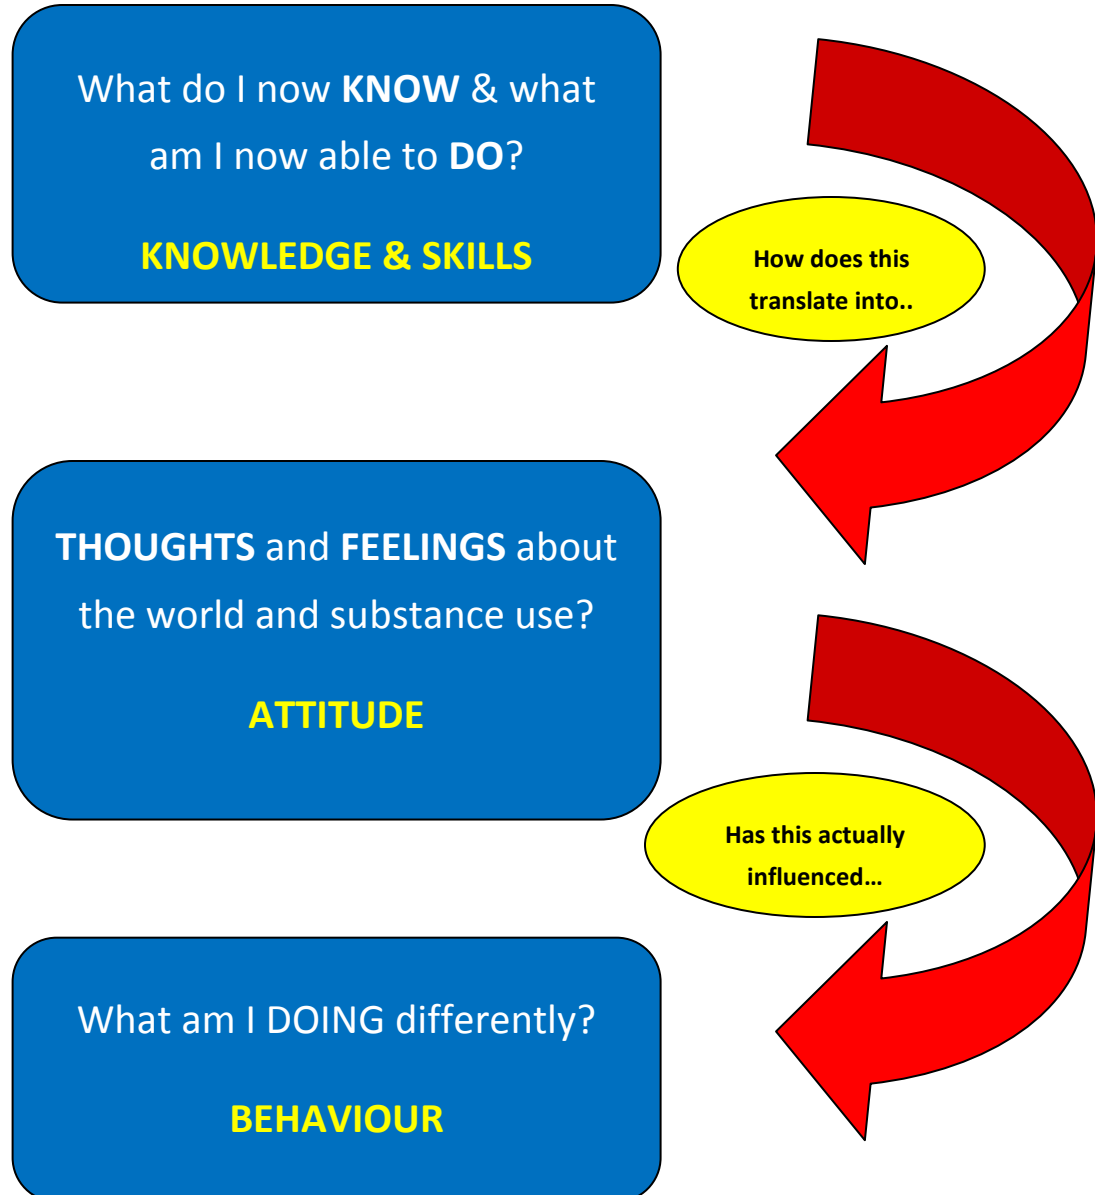 What do I now KNOW & what
am I now able to DO?
KNOWLEDGE & SKILLS
How does this
translate into..
THOUGHTS and FEELINGS about
the world and substance use?
ATTITUDE
Has this actually
influenced…
What am I DOING differently?
BEHAVIOUR